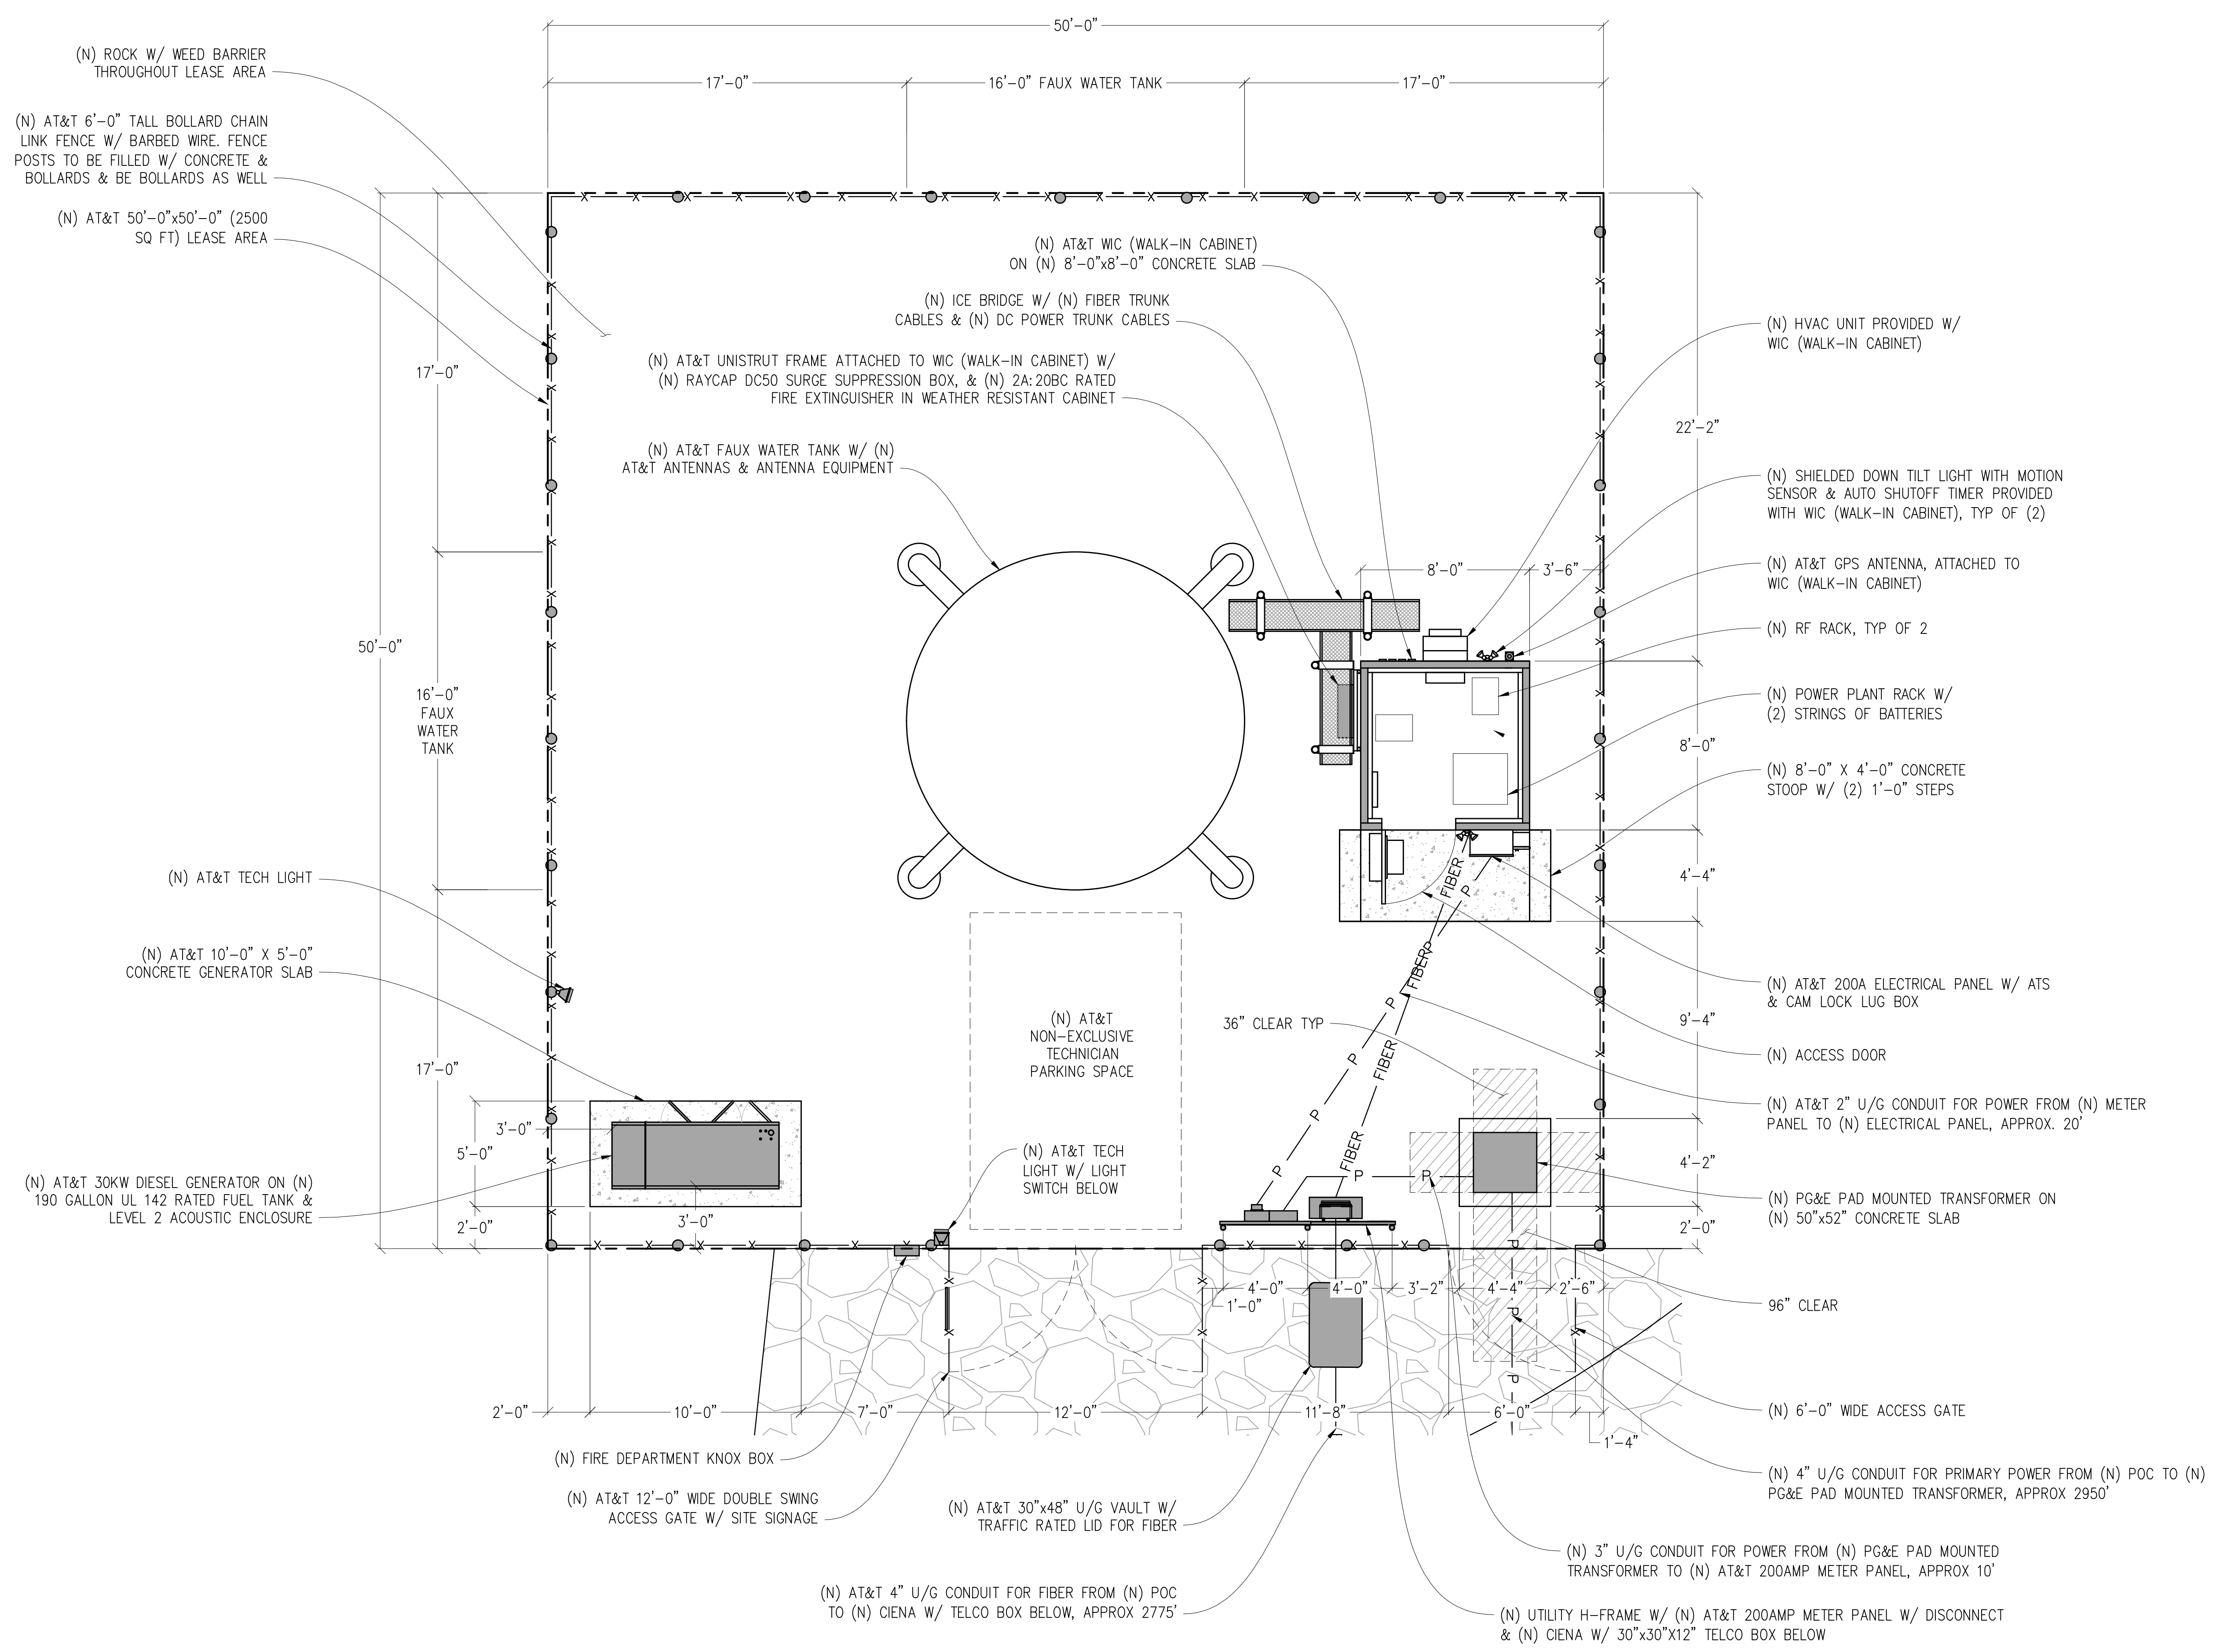 50'-0"
17'-0"
16'-0" FAUX WATER TANK
17'-0"
(N) ROCK W/ WEED BARRIER
THROUGHOUT LEASE AREA
(N) AT&T 6'-0" TALL BOLLARD CHAIN
LINK FENCE W/ BARBED WIRE. FENCE
POSTS TO BE FILLED W/ CONCRETE &
BOLLARDS & BE BOLLARDS AS WELL
(N) AT&T 50'-0"x50'-0" (2500
SQ FT) LEASE AREA
(N) AT&T WIC (WALK-IN CABINET)
ON (N) 8'-0"x8'-0" CONCRETE SLAB
(N) ICE BRIDGE W/ (N) FIBER TRUNK
CABLES & (N) DC POWER TRUNK CABLES
(N) AT&T UNISTRUT FRAME ATTACHED TO WIC (WALK-IN CABINET) W/
(N) RAYCAP DC50 SURGE SUPPRESSION BOX, & (N) 2A:20BC RATED
FIRE EXTINGUISHER IN WEATHER RESISTANT CABINET
(N) AT&T FAUX WATER TANK W/ (N)
AT&T ANTENNAS & ANTENNA EQUIPMENT
17'-0"
50'-0"
16'-0"
FAUX
WATER
TANK
17'-0"
(N) HVAC UNIT PROVIDED W/
WIC (WALK-IN CABINET)
22'-2"
(N) SHIELDED DOWN TILT LIGHT WITH MOTION
SENSOR & AUTO SHUTOFF TIMER PROVIDED
WITH WIC (WALK-IN CABINET), TYP OF (2)
8'-0"
3'-6"
(N) AT&T GPS ANTENNA, ATTACHED TO
WIC (WALK-IN CABINET)
(N) RF RACK, TYP OF 2
(N) POWER PLANT RACK W/
(2) STRINGS OF BATTERIES
8'-0"
(N) 8'-0" X 4'-0" CONCRETE
STOOP W/ (2) 1'-0" STEPS
4'-4"
(N) AT&T TECH LIGHT
(N) AT&T 10'-0" X 5'-0"
CONCRETE GENERATOR SLAB
FIBER
P
FIBER
P
P
FIBER
P
P
FIBER
P
P
P
(N) AT&T
NON-EXCLUSIVE
TECHNICIAN
PARKING SPACE
36" CLEAR TYP
9'-4"
(N) AT&T 200A ELECTRICAL PANEL W/ ATS
& CAM LOCK LUG BOX
(N) ACCESS DOOR
(N) AT&T 2" U/G CONDUIT FOR POWER FROM (N) METER
PANEL TO (N) ELECTRICAL PANEL, APPROX. 20'
4'-2"
(N) PG&E PAD MOUNTED TRANSFORMER ON
(N) 50"x52" CONCRETE SLAB
2'-0"
3'-0"
5'-0"
2'-0"
3'-0"
(N) AT&T 30KW DIESEL GENERATOR ON (N)
190 GALLON UL 142 RATED FUEL TANK &
LEVEL 2 ACOUSTIC ENCLOSURE
(N) AT&T TECH
LIGHT W/ LIGHT
SWITCH BELOW
4'-0"
4'-0"
3'-2"
4'-4"
2'-6"
1'-0"
P
P
P
96" CLEAR
2'-0"
10'-0"
7'-0"
12'-0"
11'-8"
6'-0"
1'-4"
(N) 6'-0" WIDE ACCESS GATE
(N) FIRE DEPARTMENT KNOX BOX
(N) AT&T 12'-0" WIDE DOUBLE SWING
ACCESS GATE W/ SITE SIGNAGE
(N) AT&T 30"x48" U/G VAULT W/
TRAFFIC RATED LID FOR FIBER
(N) 4" U/G CONDUIT FOR PRIMARY POWER FROM (N) POC TO (N)
PG&E PAD MOUNTED TRANSFORMER, APPROX 2950'
(N) 3" U/G CONDUIT FOR POWER FROM (N) PG&E PAD MOUNTED
TRANSFORMER TO (N) AT&T 200AMP METER PANEL, APPROX 10'
(N) AT&T 4" U/G CONDUIT FOR FIBER FROM (N) POC
TO (N) CIENA W/ TELCO BOX BELOW, APPROX 2775'
(N) UTILITY H-FRAME W/ (N) AT&T 200AMP METER PANEL W/ DISCONNECT
& (N) CIENA W/ 30"x30"X12" TELCO BOX BELOW